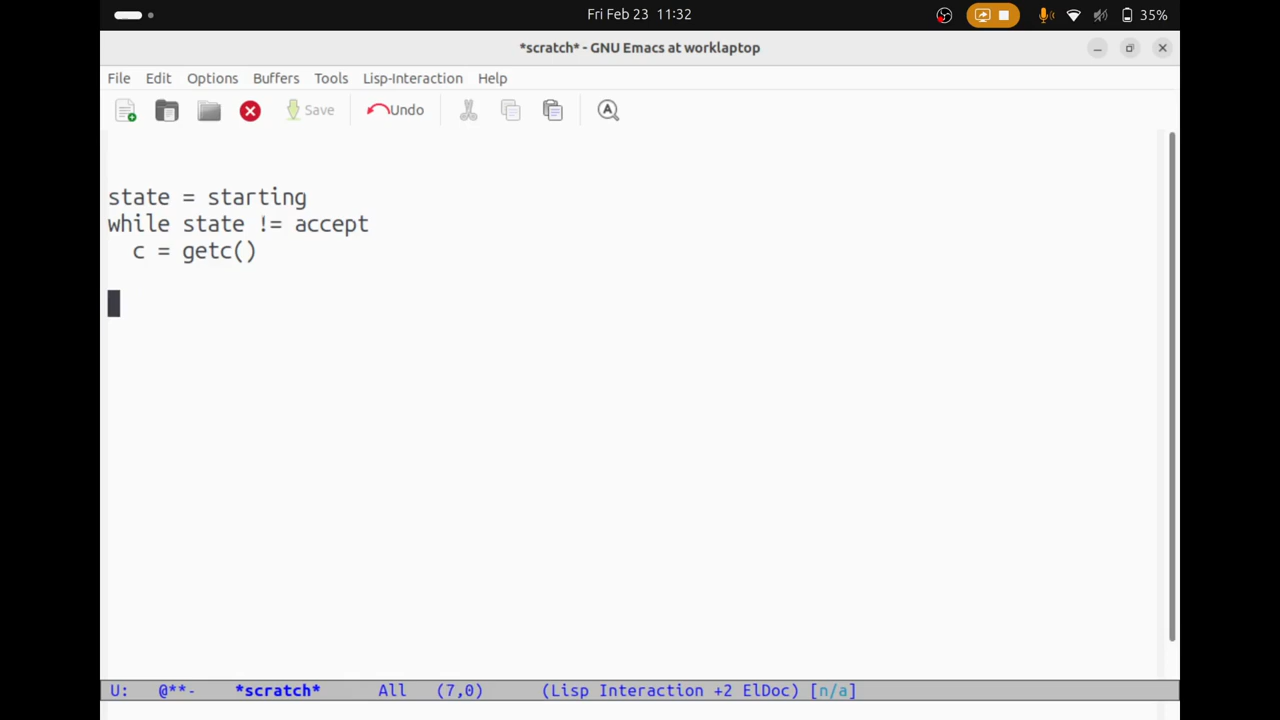 Fri Feb 23 11:32
35%
*scratch* - GNU Emacs at worklaptop
File Edit Options Buffers Tools Lisp-Interaction Help
Save Undo
state = starting
while state != accept
  c = getc()
U: @**- *scratch* All (7,0) (Lisp Interaction +2 ElDoc) [n/a]